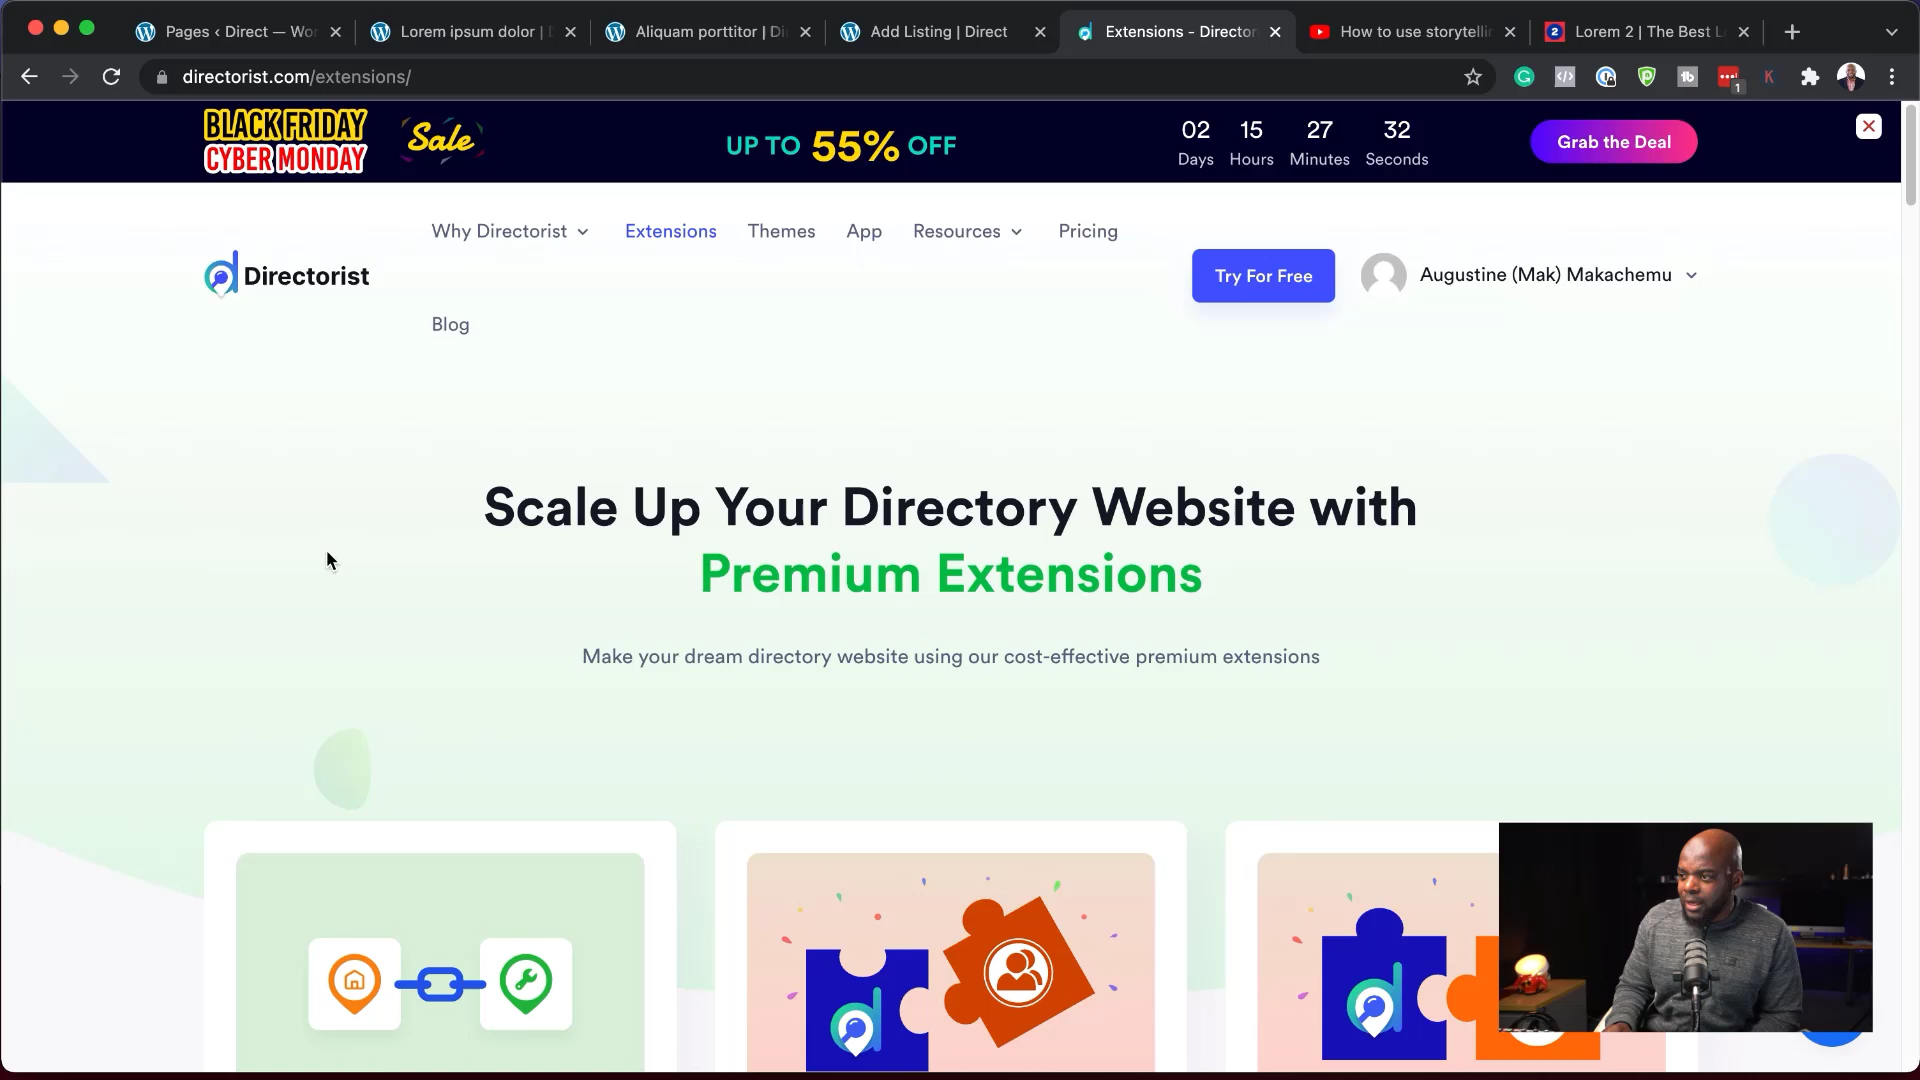 Pages ‹ Direct — Wor
Lorem ipsum dolor | D
Aliquam porttitor | Di
Add Listing | Direct
Extensions - Director
How to use storytellin
2
Lorem 2 | The Best L
directorist.com/extensions/
1
BLACK FRIDAY
CYBER MONDAY
Sale
UP TO 55% OFF
02 15 27 32
Days Hours Minutes Seconds
Grab the Deal
Why Directorist
Extensions
Themes
App
Resources
Pricing
Directorist
Try For Free
Augustine (Mak) Makachemu
Blog
Scale Up Your Directory Website with
Premium Extensions
Make your dream directory website using our cost-effective premium extensions